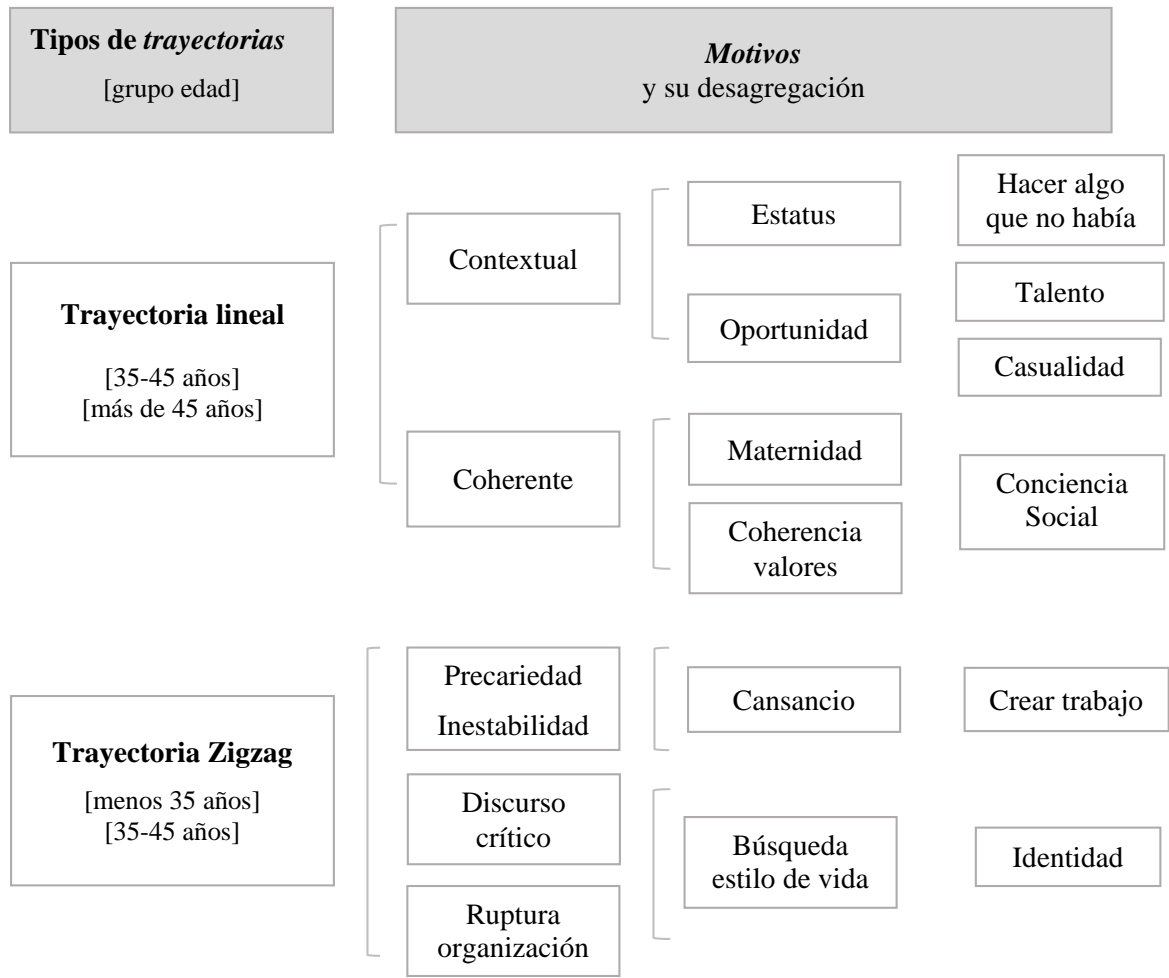 Tipos de trayectorias
[grupo edad]
Motivos
y su desagregación
Trayectoria lineal
[35-45 años]
[más de 45 años]
Contextual
Estatus
Oportunidad
Hacer algo
que no había
Talento
Casualidad
Coherente
Maternidad
Coherencia
valores
Conciencia
Social
Trayectoria Zigzag
[menos 35 años]
[35-45 años]
Precariedad
Inestabilidad
Cansancio
Crear trabajo
Discurso
crítico
Ruptura
organización
Búsqueda
estilo de vida
Identidad